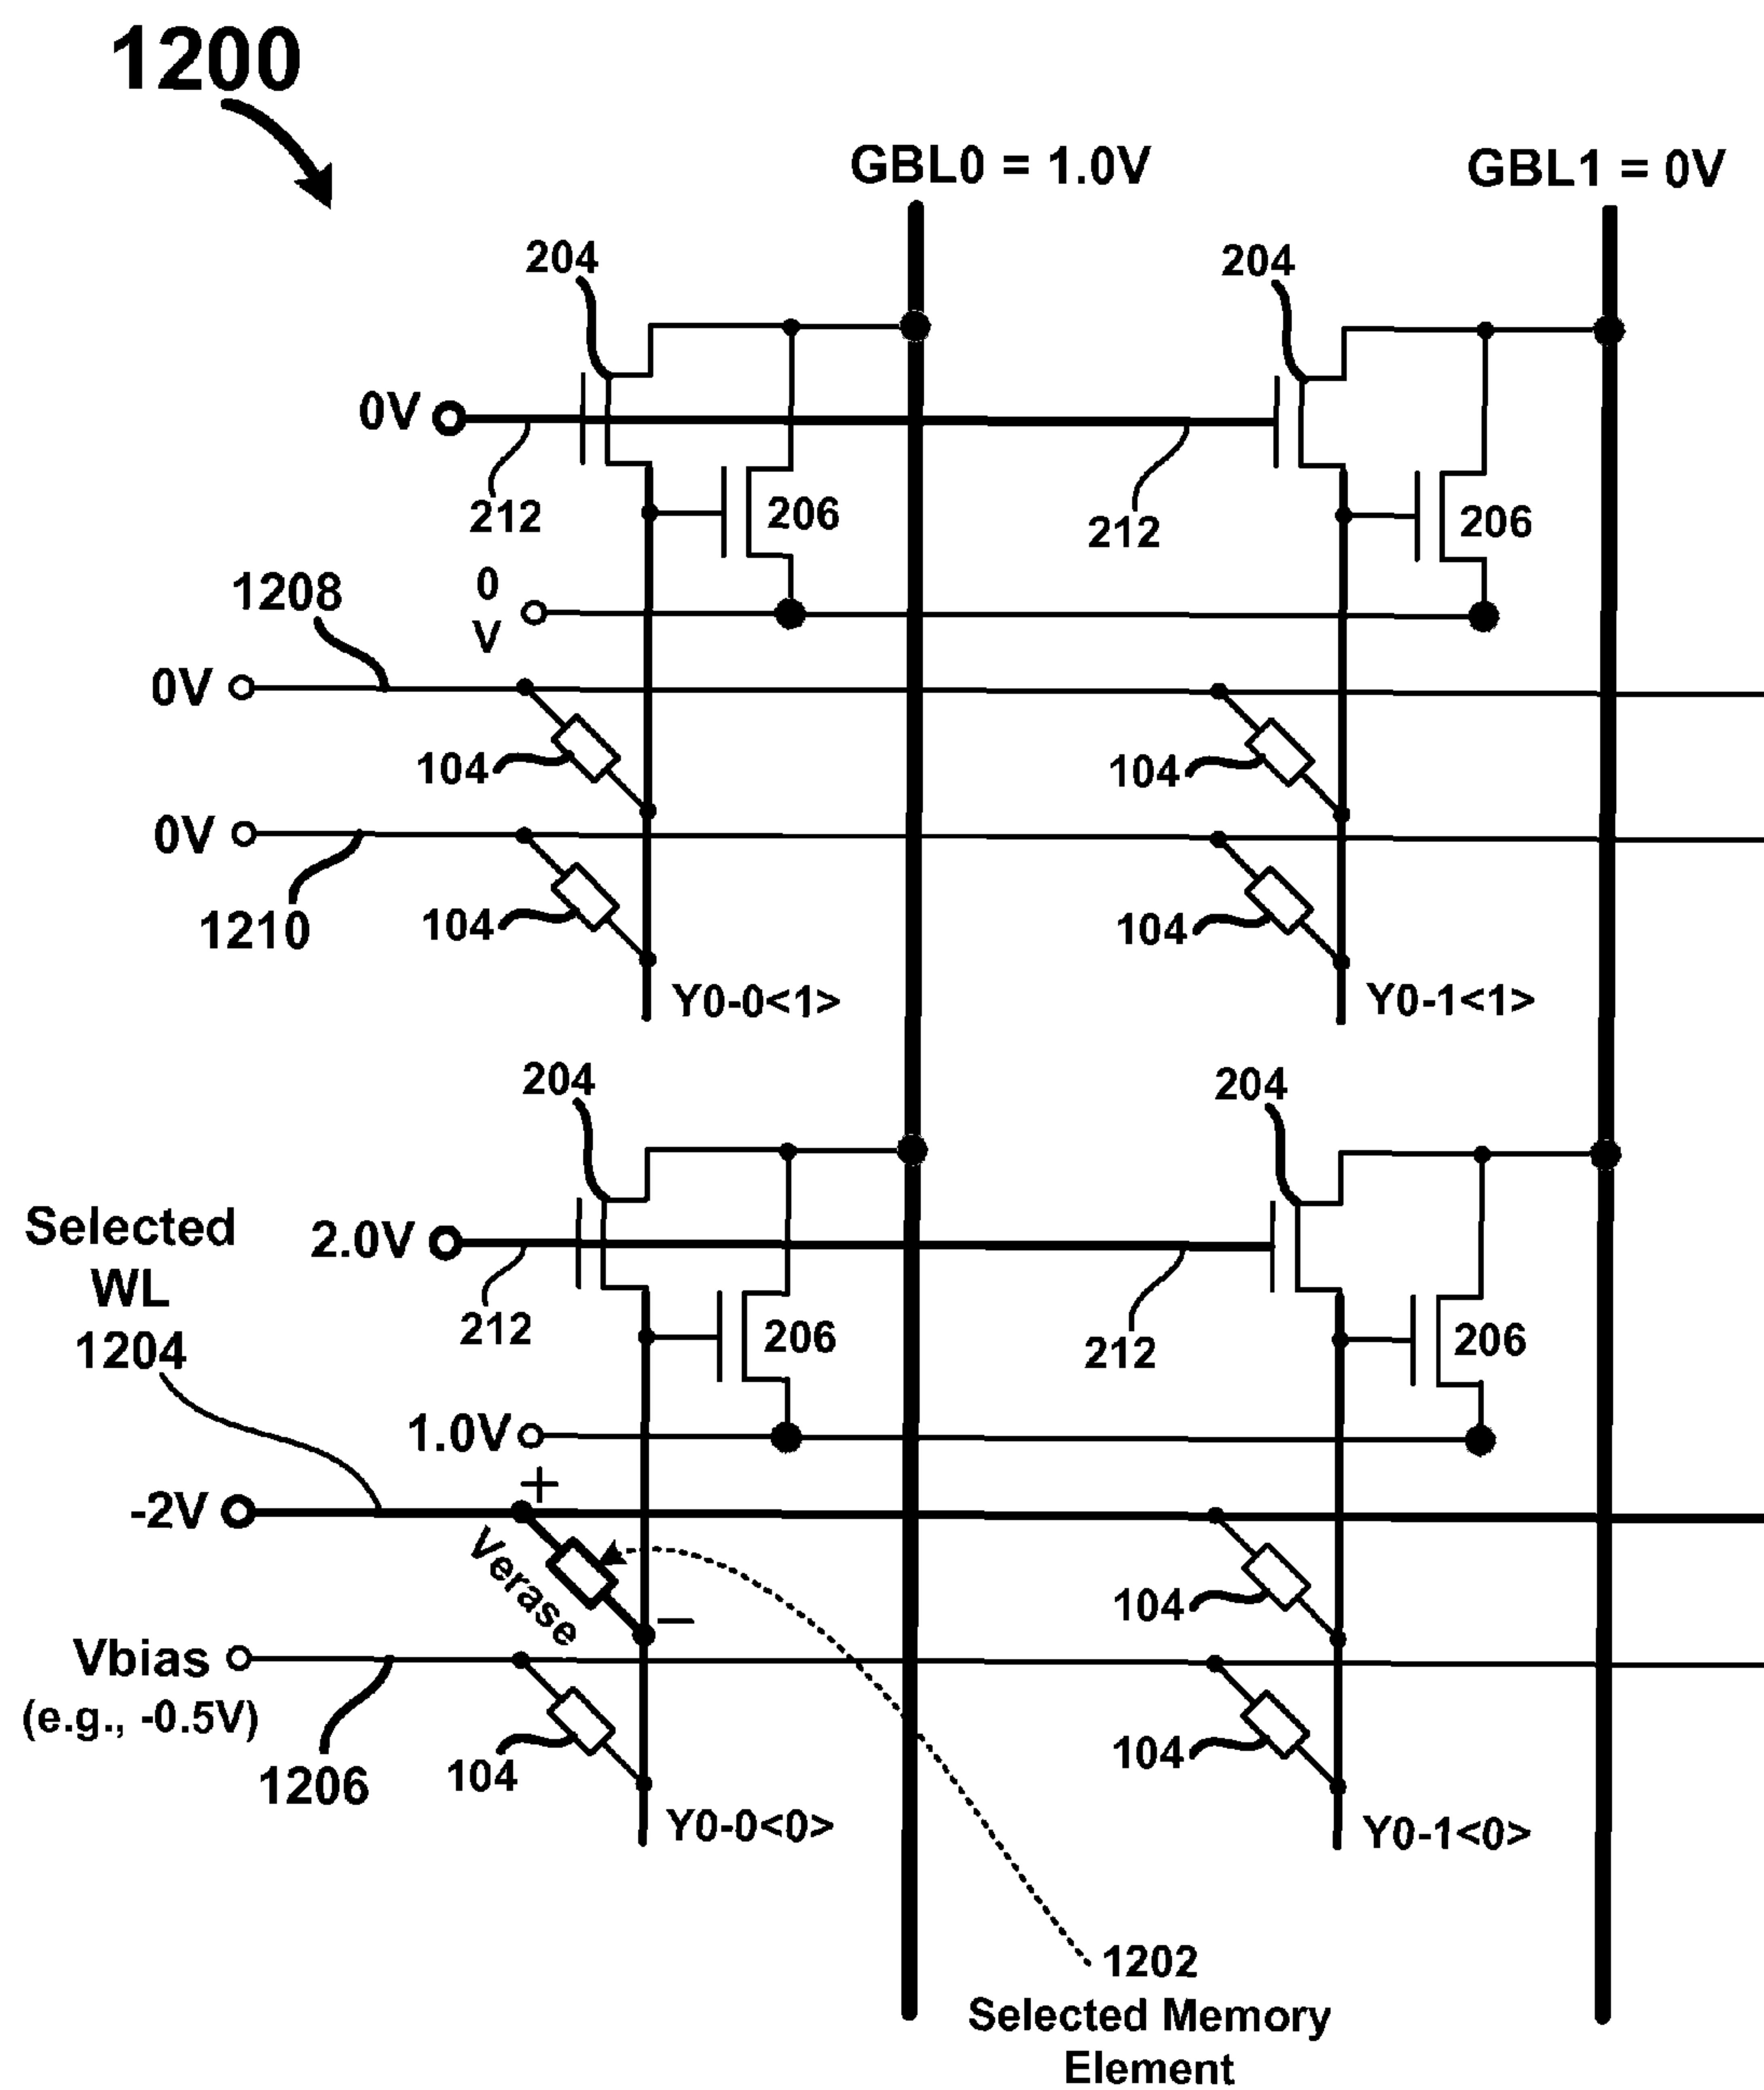 1200
GBL0 = 1.0V
GBL1 = 0V
204
204
0V
212
206
212
206
1208
0
V
0V
104
104
0V
1210
104
104
Y0-0<1>
Y0-1<1>
204
204
Selected
WL
1204
2.0V
212
206
212
206
1.0V
+
-2V
Verase
−
104
Vbias
(e.g., -0.5V)
1206
104
104
Y0-0<0>
Y0-1<0>
1202
Selected Memory
Element